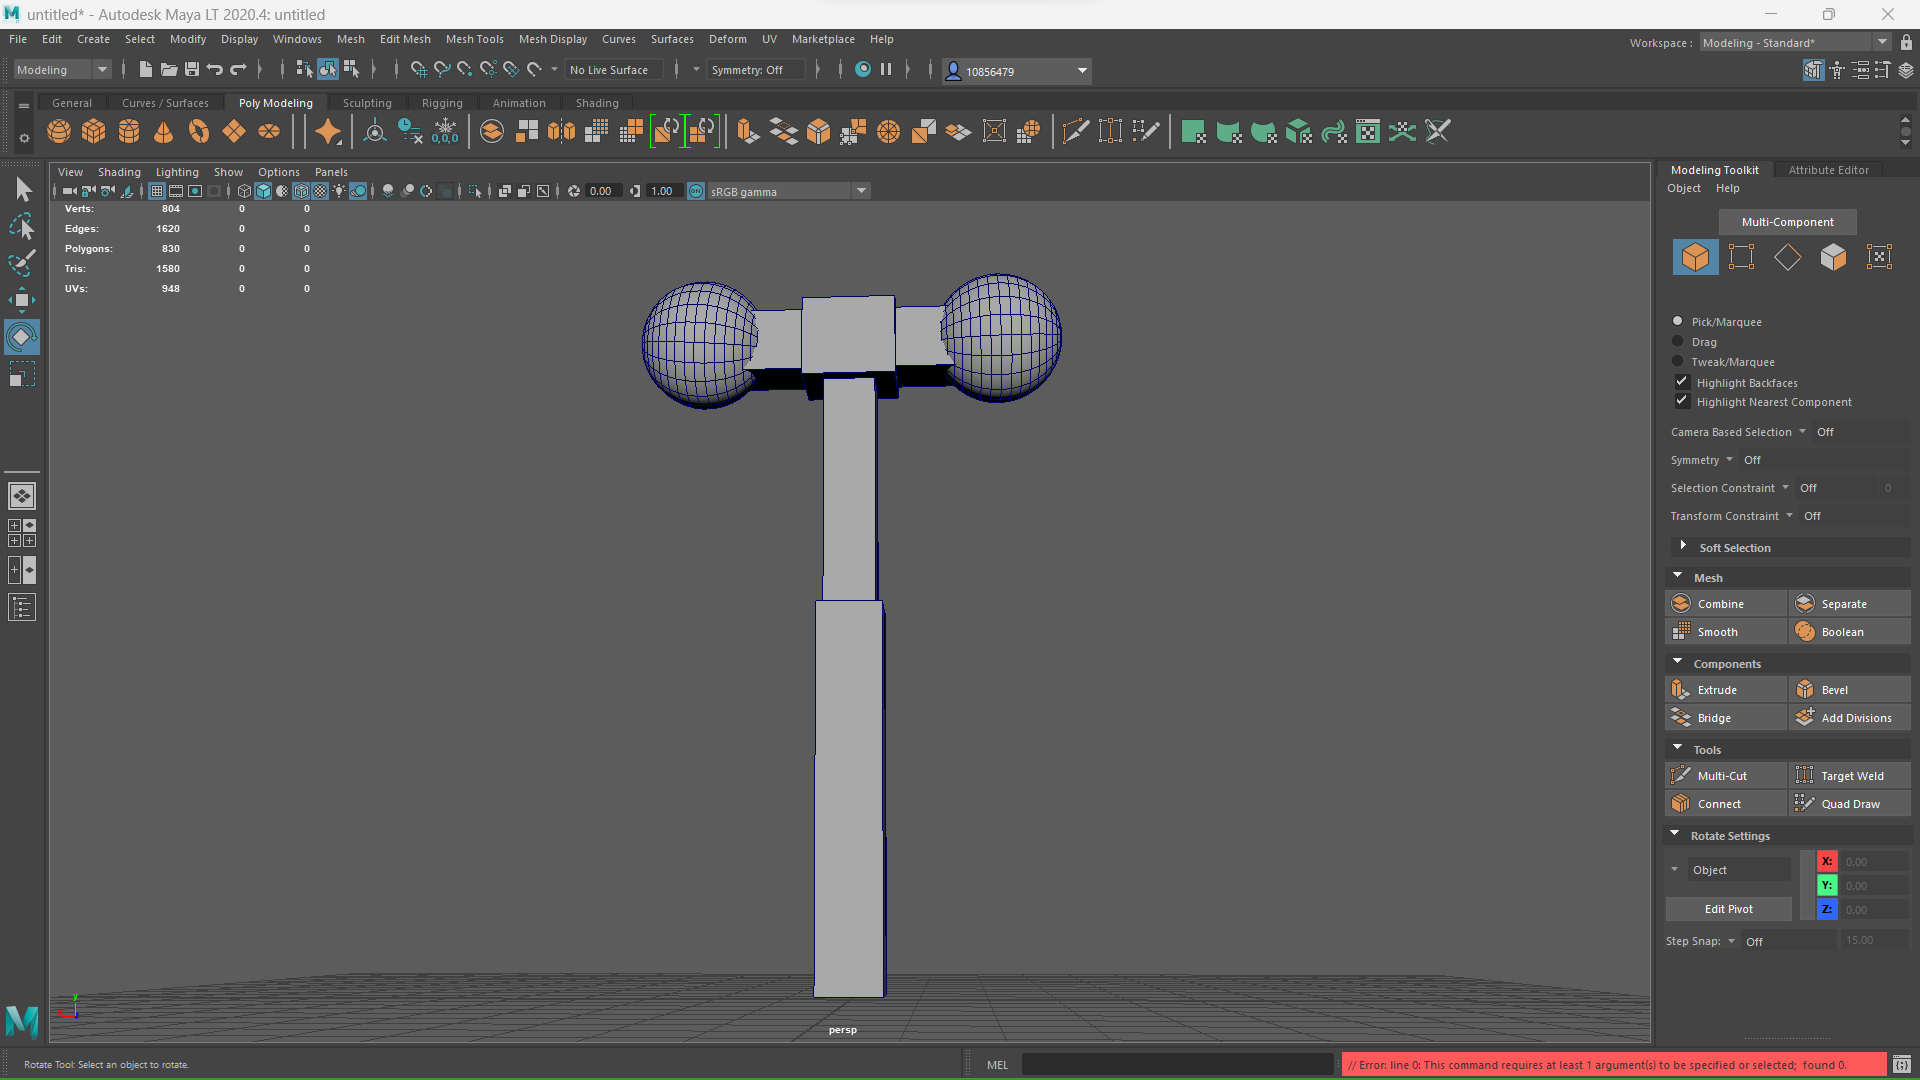 untitled* - Autodesk Maya LT 2020.4: untitled
File Edit Create Select Modify Display Windows Mesh Edit Mesh Mesh Tools Mesh Display Curves Surfaces Deform UV Marketplace Help
Workspace : Modeling - Standard*
Modeling No Live Surface Symmetry: Off 10856479
General Curves / Surfaces Poly Modeling Sculpting Rigging Animation Shading
0,0,0
View Shading Lighting Show Options Panels
0.00 1.00 ON sRGB gamma
Verts: 804 0 0
Edges: 1620 0 0
Polygons: 830 0 0
Tris: 1580 0 0
UVs: 948 0 0
persp
y
Modeling Toolkit Attribute Editor
Object Help
Multi-Component
Pick/Marquee
Drag
Tweak/Marquee
Highlight Backfaces
Highlight Nearest Component
Camera Based Selection Off
Symmetry Off
Selection Constraint Off 0
Transform Constraint Off
Soft Selection
Mesh
Combine Separate
Smooth Boolean
Components
Extrude Bevel
Bridge Add Divisions
Tools
Multi-Cut Target Weld
Connect Quad Draw
Rotate Settings
Object X: 0.00
Y: 0.00
Edit Pivot Z: 0.00
Step Snap: Off 15.00
Rotate Tool: Select an object to rotate.
MEL
// Error: line 0: This command requires at least 1 argument(s) to be specified or selected;  found 0.